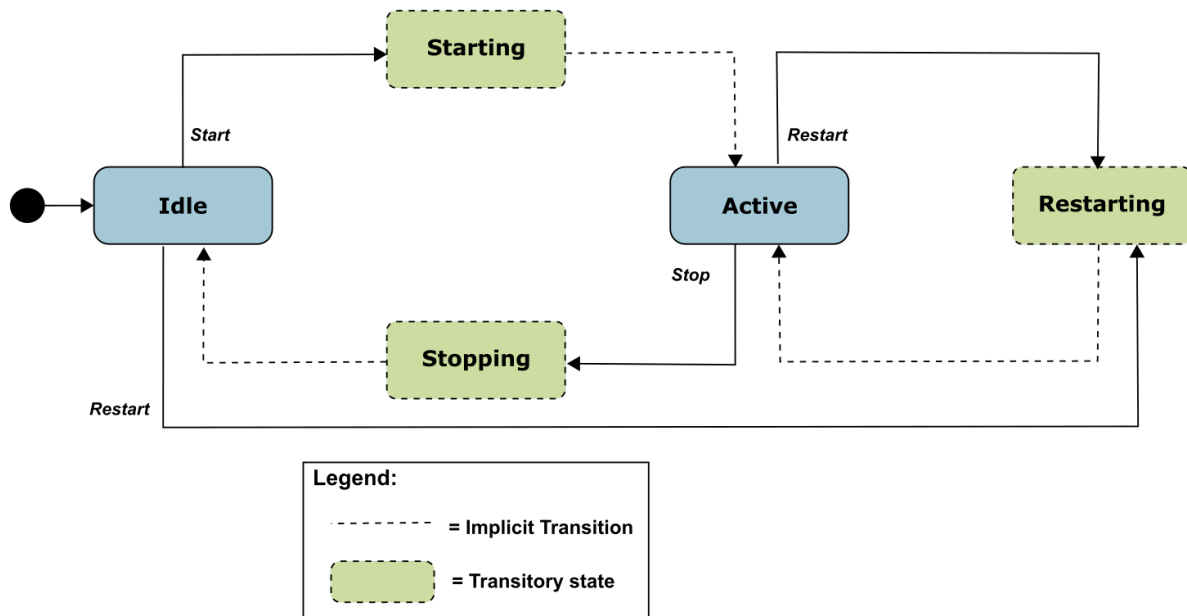 Starting
Start
Restart
Idle
Active
Restarting
Stop
Stopping
Restart
Legend:
= Implicit Transition
= Transitory state